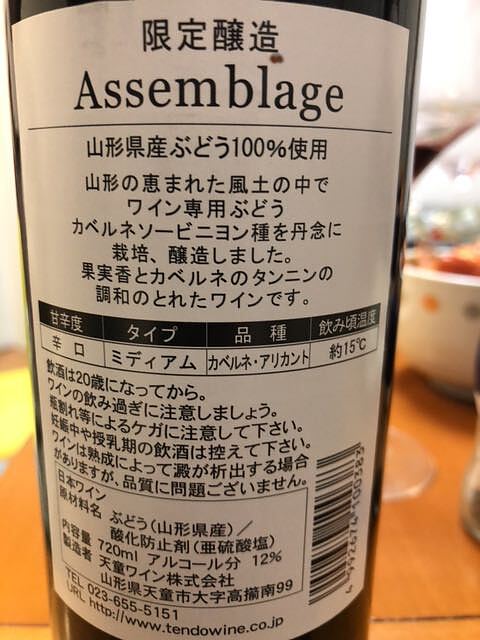 限定醸造
Assemblage
山形県産ぶどう100%使用
山形の恵まれた風土の中で
ワイン専用ぶどう
カベルネソービニヨン種を丹念に
栽培、醸造しました。
果実香とカベルネのタンニンの
調和のとれたワインです。
甘辛度 タイプ 品種 飲み頃温度
辛口 ミディアム カベルネ・アリカント 約15℃
飲酒は20歳になってから。
ワインの飲み過ぎに注意しましょう。
瓶割れ等によるケガに注意して下さい。
妊娠中や授乳期の飲酒は控えて下さい。
ワインは熟成によって澱が析出する場合
がありますが、品質に問題ございません。
日本ワイン
原材料名 ぶどう(山形県産)/
酸化防止剤(亜硫酸塩)
内容量 720ml アルコール分 12%
製造者 天童ワイン株式会社
山形県天童市大字高擶南99
TEL 023-655-5151
URL http://www.tendowine.co.jp